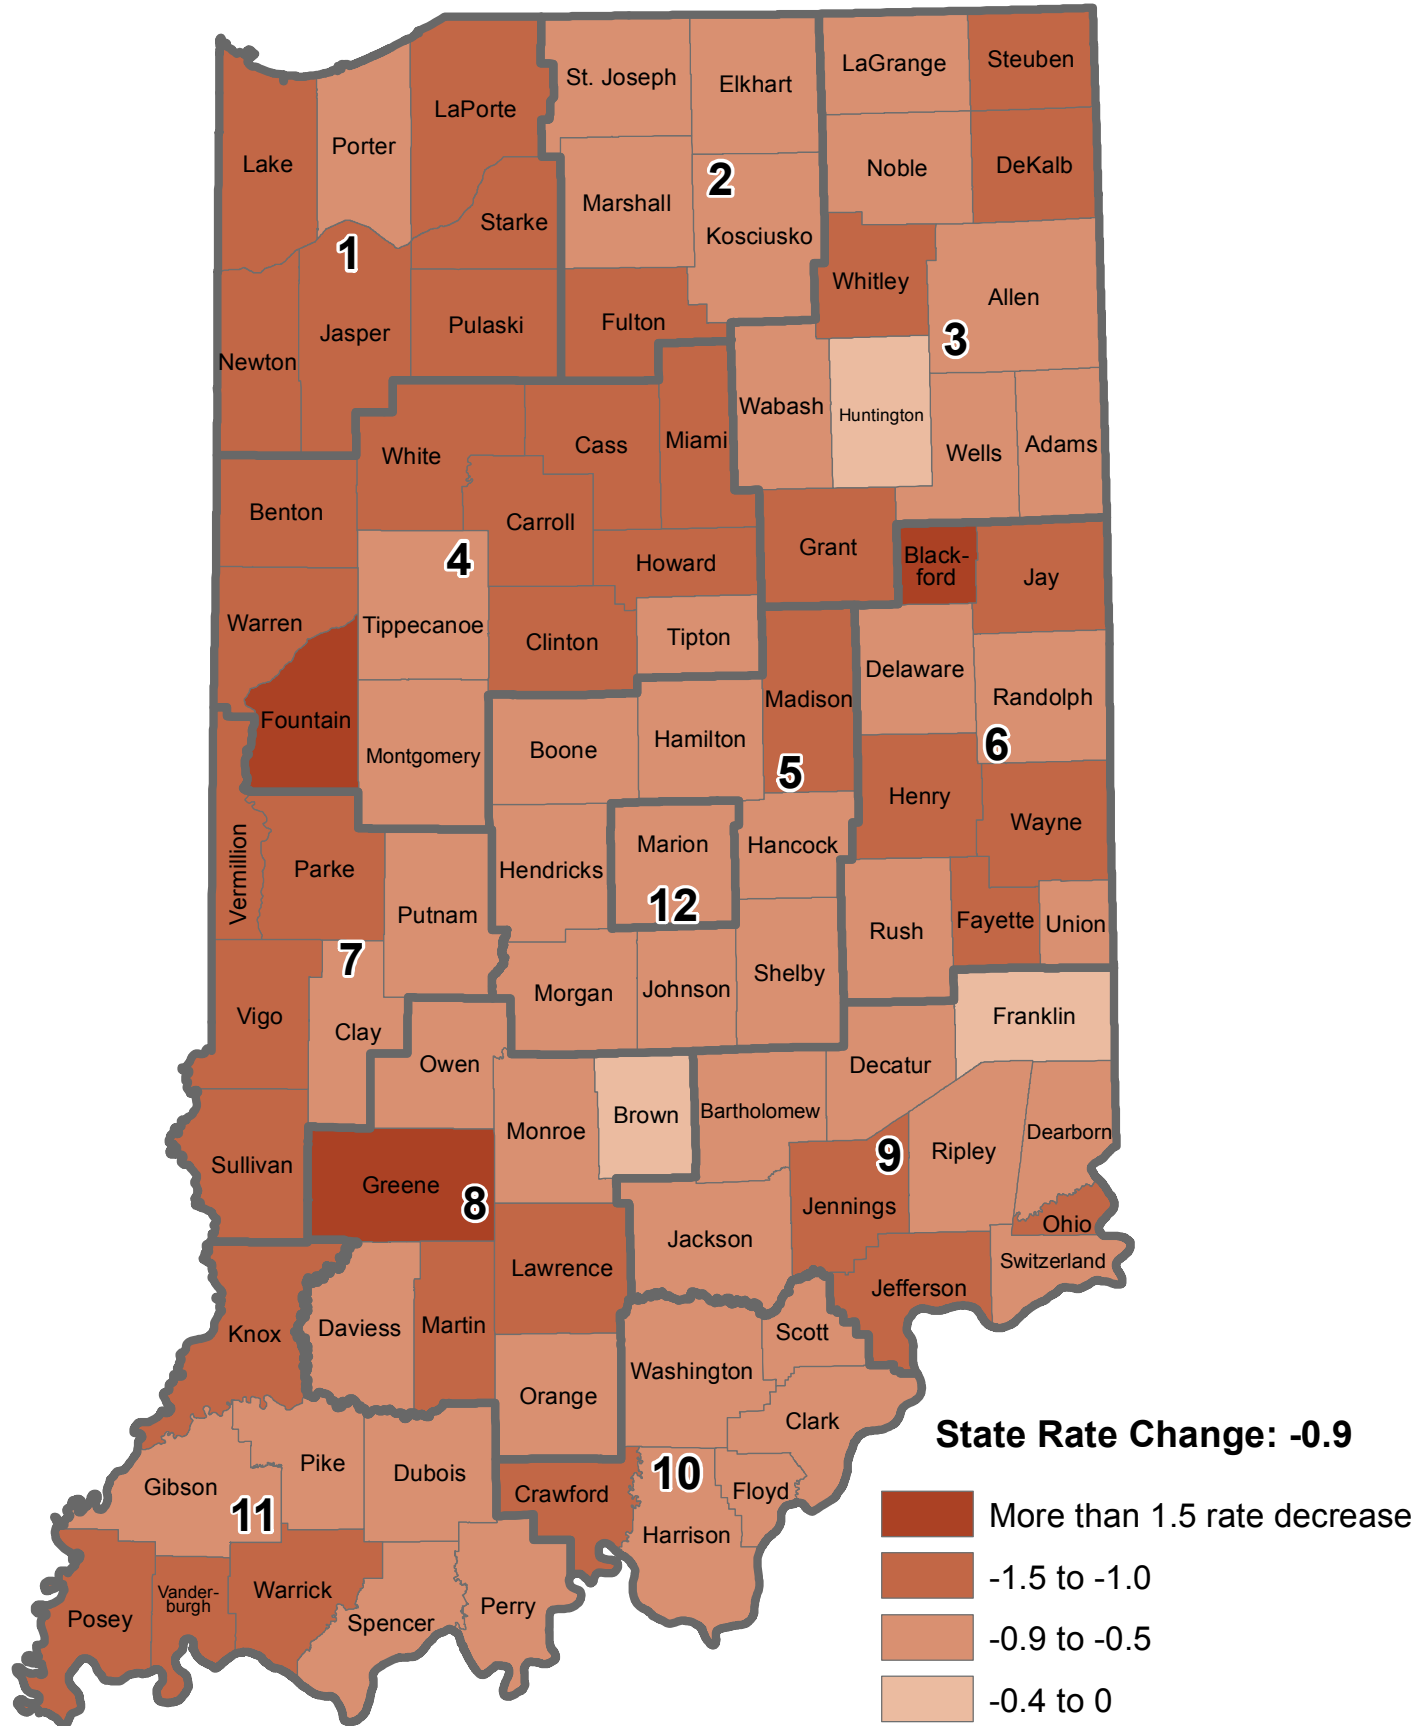 St. Joseph
Elkhart
LaGrange
Steuben
LaPorte
Porter
Lake
Noble
DeKalb
2
Marshall
Starke
Kosciusko
1
Whitley
Allen
Fulton
Pulaski
Jasper
3
Newton
Wabash
Huntington
Miami
Cass
White
Wells
Adams
Benton
Carroll
Grant
4
Howard
Black-
ford
Jay
Warren
Tippecanoe
Clinton
Tipton
Delaware
Randolph
Madison
Fountain
Hamilton
6
Boone
Montgomery
5
Henry
Wayne
Marion
Hancock
Vermillion
Parke
Hendricks
12
Putnam
Fayette
Union
Rush
7
Shelby
Johnson
Morgan
Vigo
Franklin
Clay
Owen
Decatur
Bartholomew
Brown
Monroe
Dearborn
9
Ripley
Sullivan
Greene
8
Jennings
Ohio
Jackson
Switzerland
Lawrence
Jefferson
Knox
Daviess
Martin
Scott
Washington
Orange
Clark
State Rate Change: -0.9
Pike
Dubois
10
Gibson
Floyd
Crawford
11
Harrison
More than 1.5 rate decrease
-1.5 to -1.0
Warrick
Vander-
burgh
Posey
Perry
Spencer
-0.9 to -0.5
-0.4 to 0